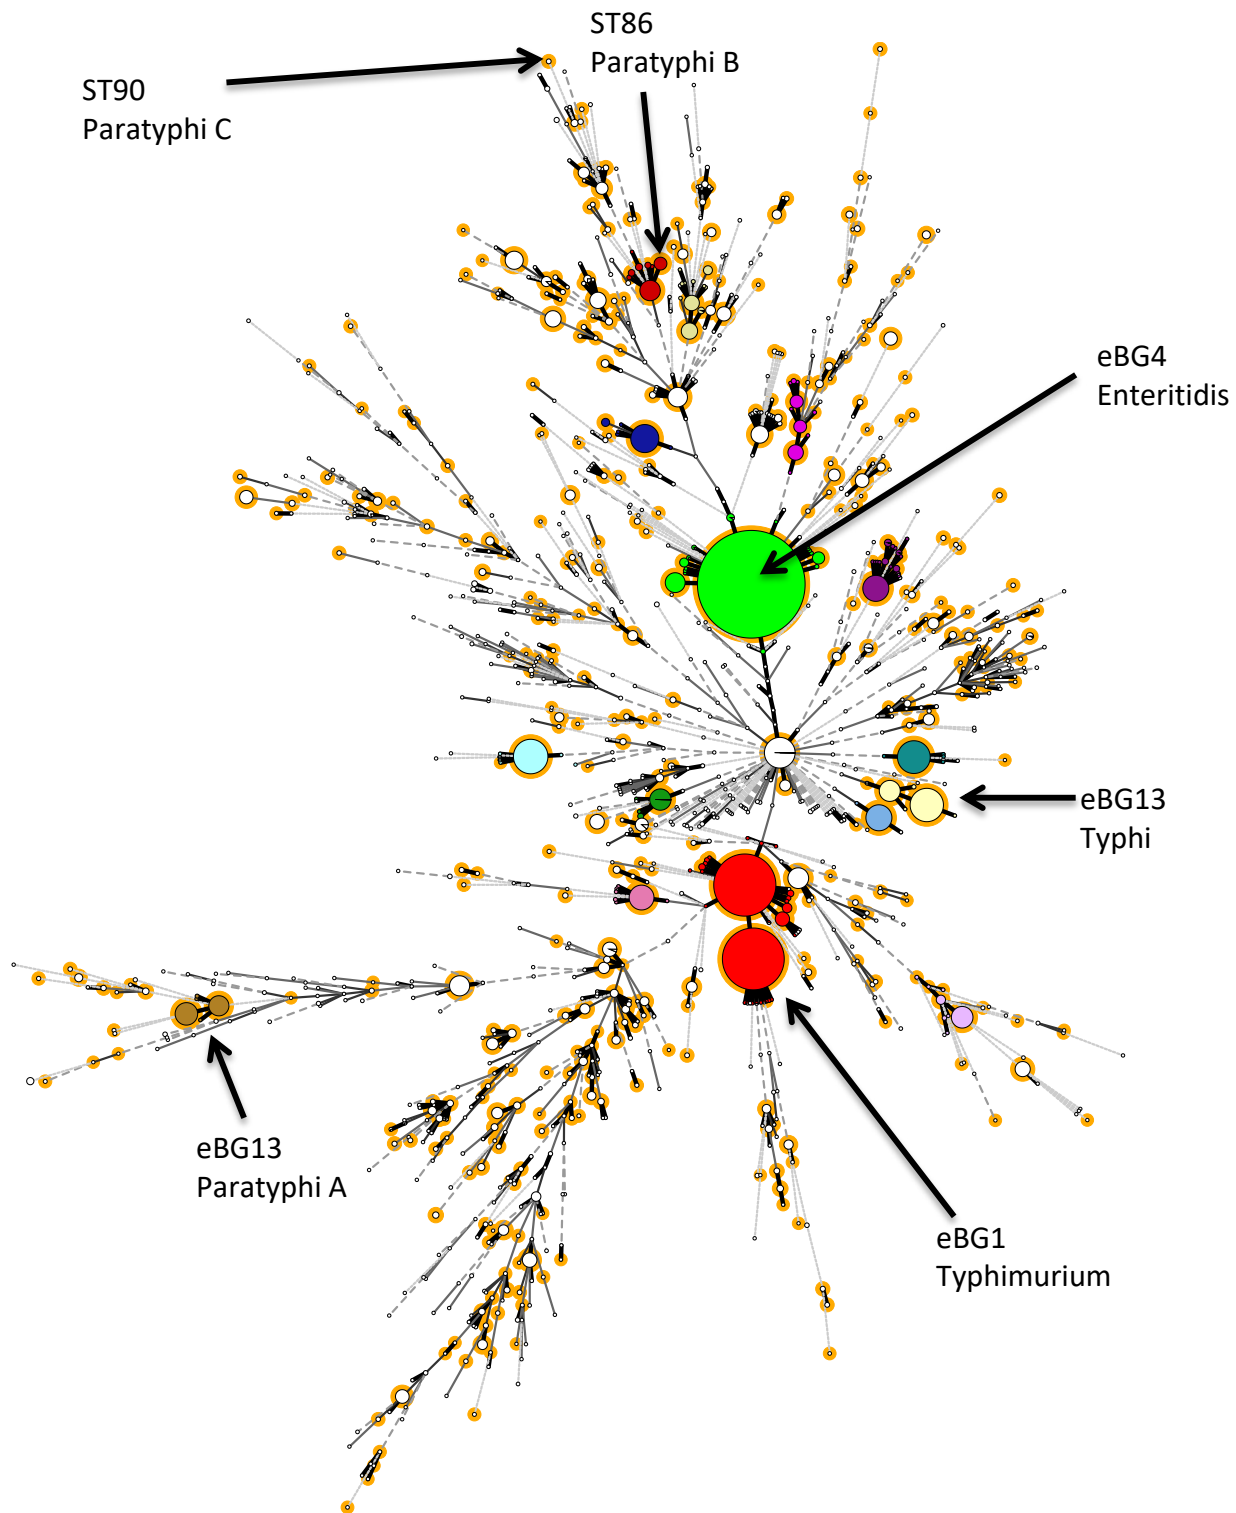 ST86
Paratyphi B
ST90
Paratyphi C
eBG4
Enteritidis
eBG13
Typhi
eBG13
Paratyphi A
eBG1
Typhimurium